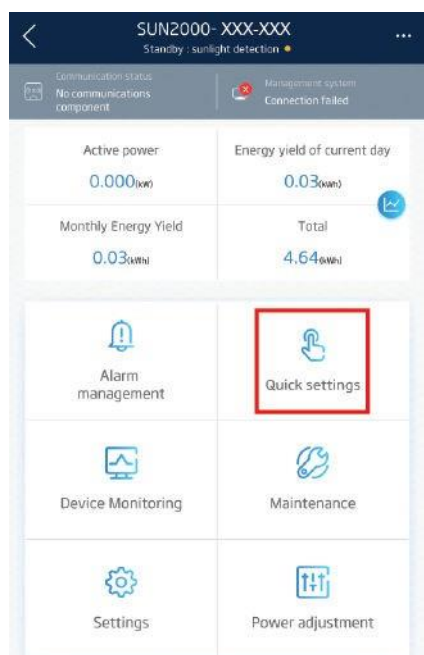 SUN2000- XXX-XXX
Standby : sunlight detection
Communication status
No communications
component
Management system
Connection failed
Active power
0.000(kW)
Energy yield of current day
0.03(kWh)
Monthly Energy Yield
0.03(kWh)
Total
4.64(kWh)
Alarm
management
Quick settings
Device Monitoring
Maintenance
Settings
Power adjustment